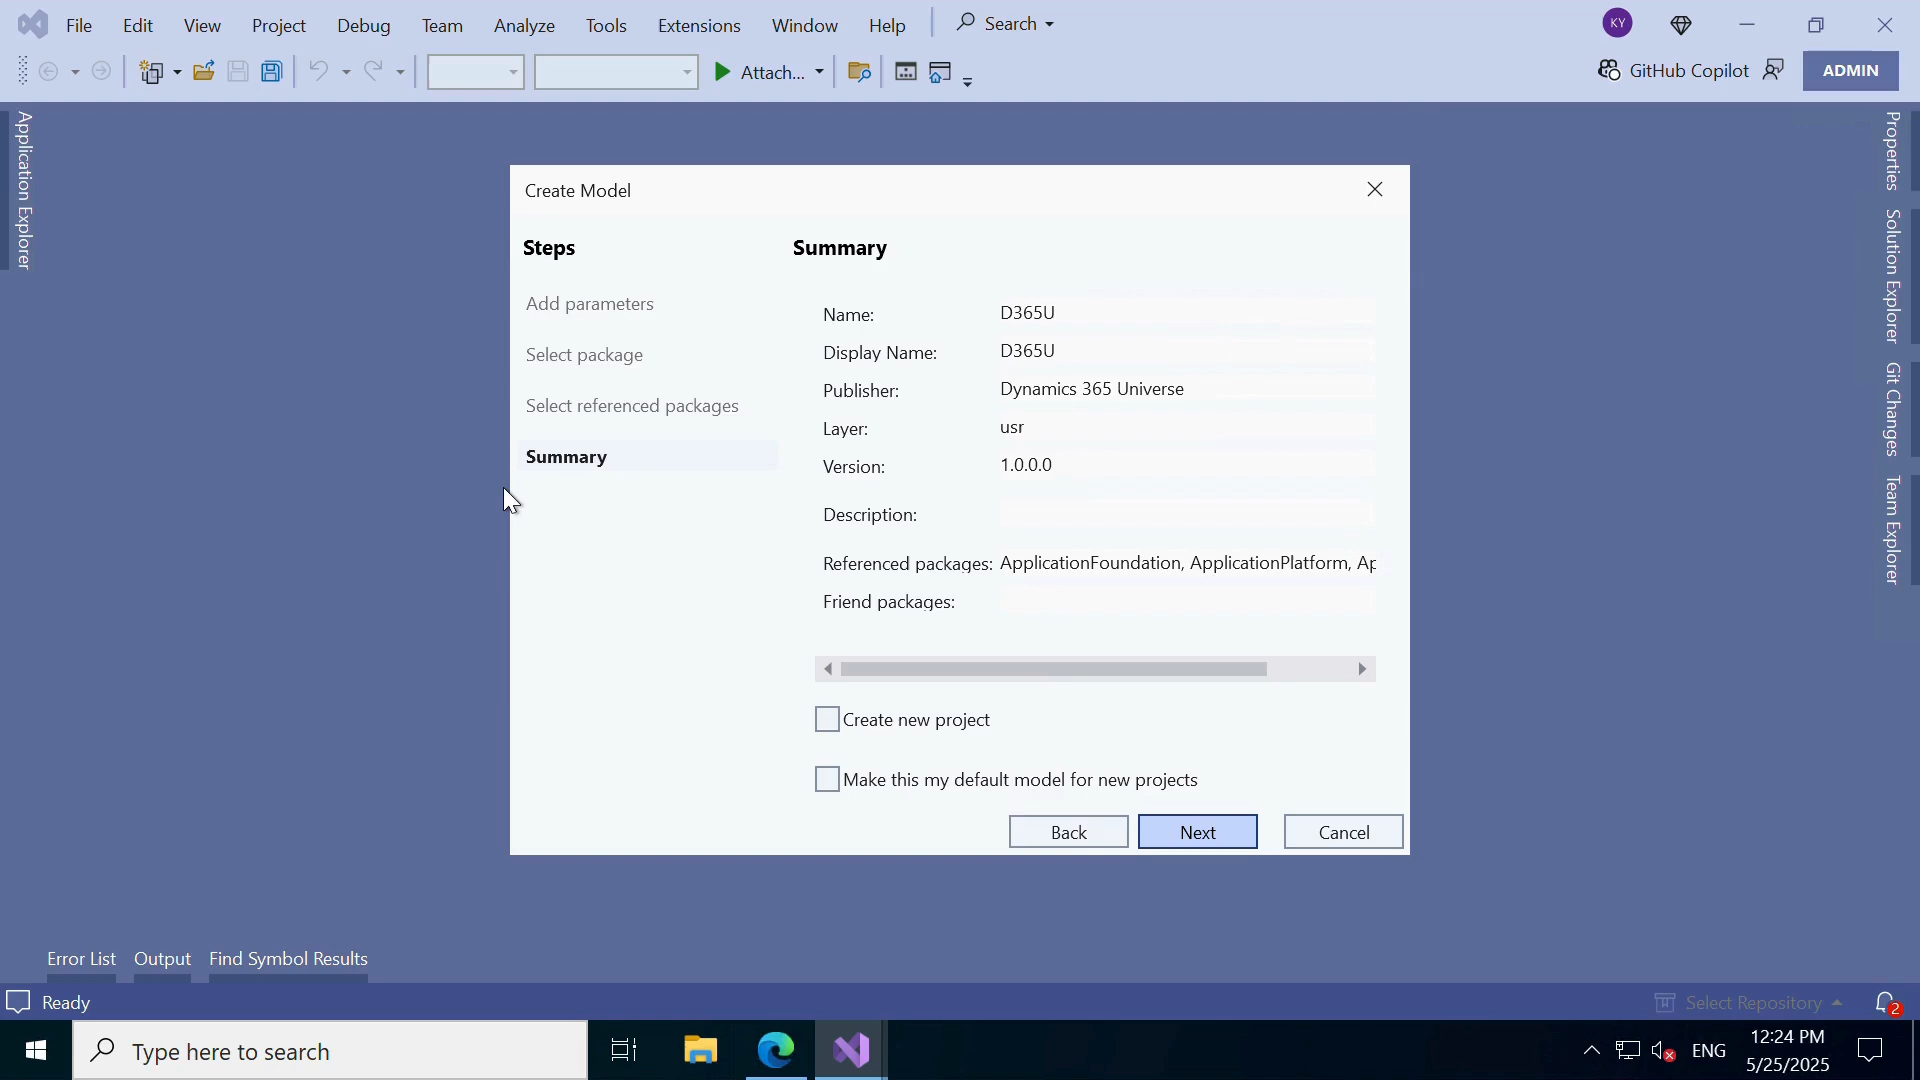 File Edit View Project Debug Team Analyze Tools Extensions Window Help Search
KY
Attach...
GitHub Copilot
ADMIN
Application Explorer
Properties
Solution Explorer
Git Changes
Team Explorer
Create Model
Steps
Add parameters
Select package
Select referenced packages
Summary
Summary
Name: D365U
Display Name: D365U
Publisher: Dynamics 365 Universe
Layer: usr
Version: 1.0.0.0
Description:
Referenced packages: ApplicationFoundation, ApplicationPlatform, Ap
Friend packages:
Create new project
Make this my default model for new projects
Back Next Cancel
Error List Output Find Symbol Results
Ready
Select Repository
2
Type here to search
ENG
12:24 PM
5/25/2025